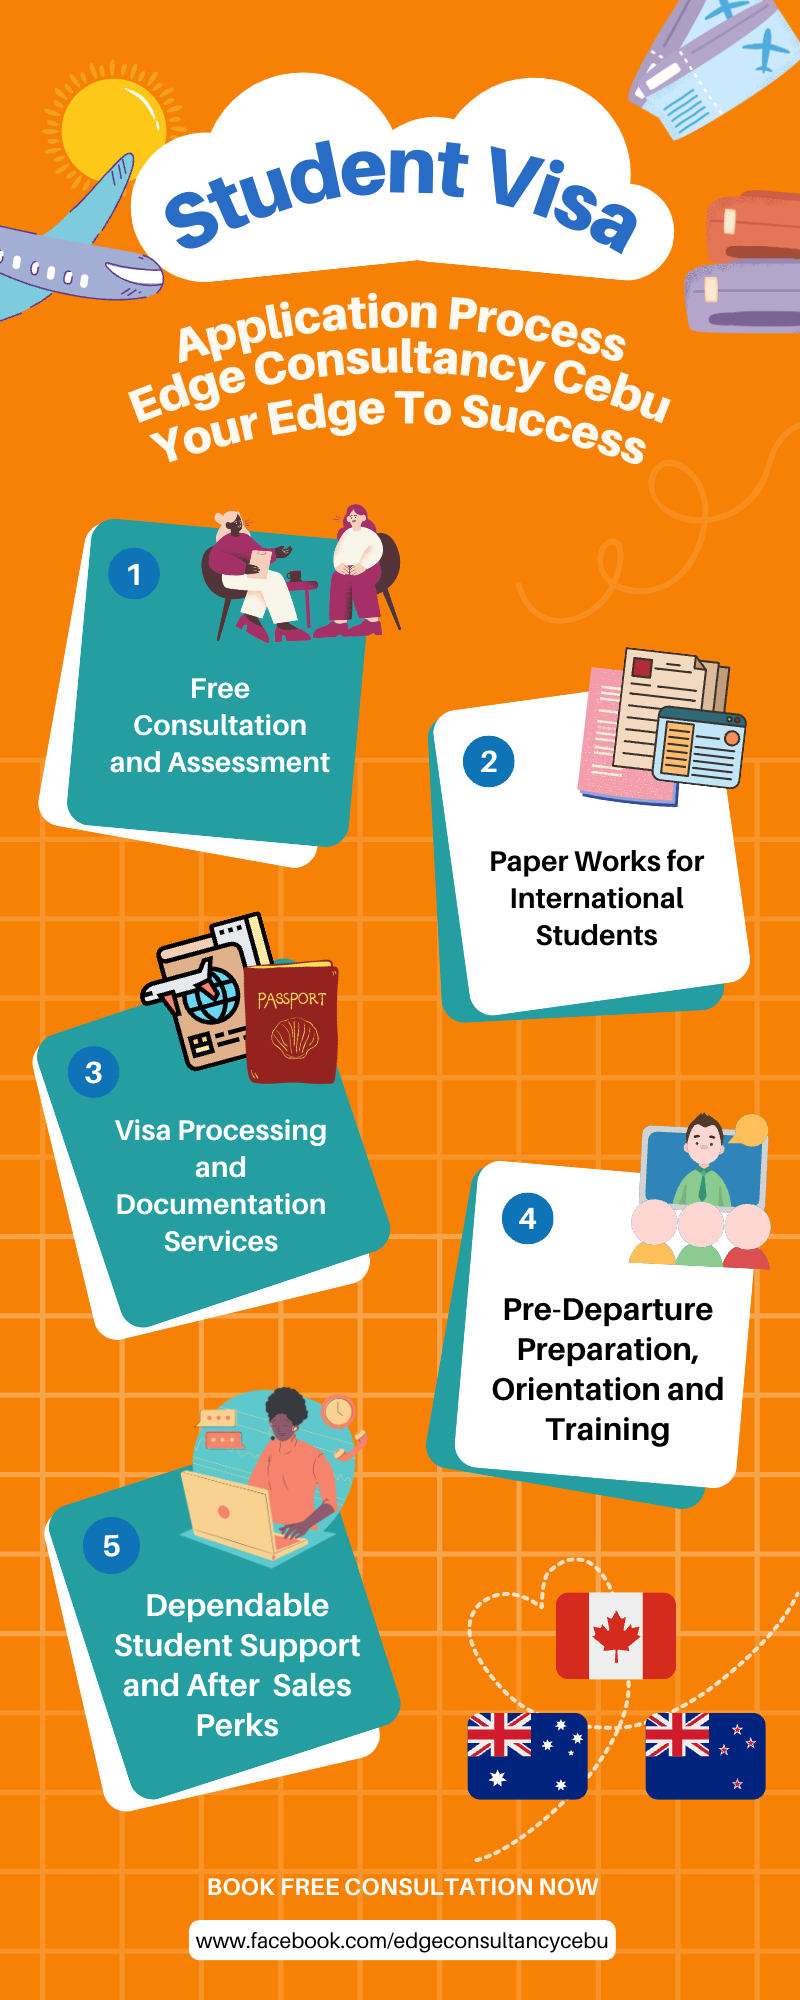 Student Visa
Application Process
Edge Consultancy Cebu
Your Edge To Success
1
Free
Consultation
and Assessment
2
Paper Works for
International
Students
PASSPORT
3
Visa Processing
and
Documentation
Services
4
Pre-Departure
Preparation,
Orientation and
Training
5
Dependable
Student Support
and After  Sales
Perks
BOOK FREE CONSULTATION NOW
www.facebook.com/edgeconsultancycebu